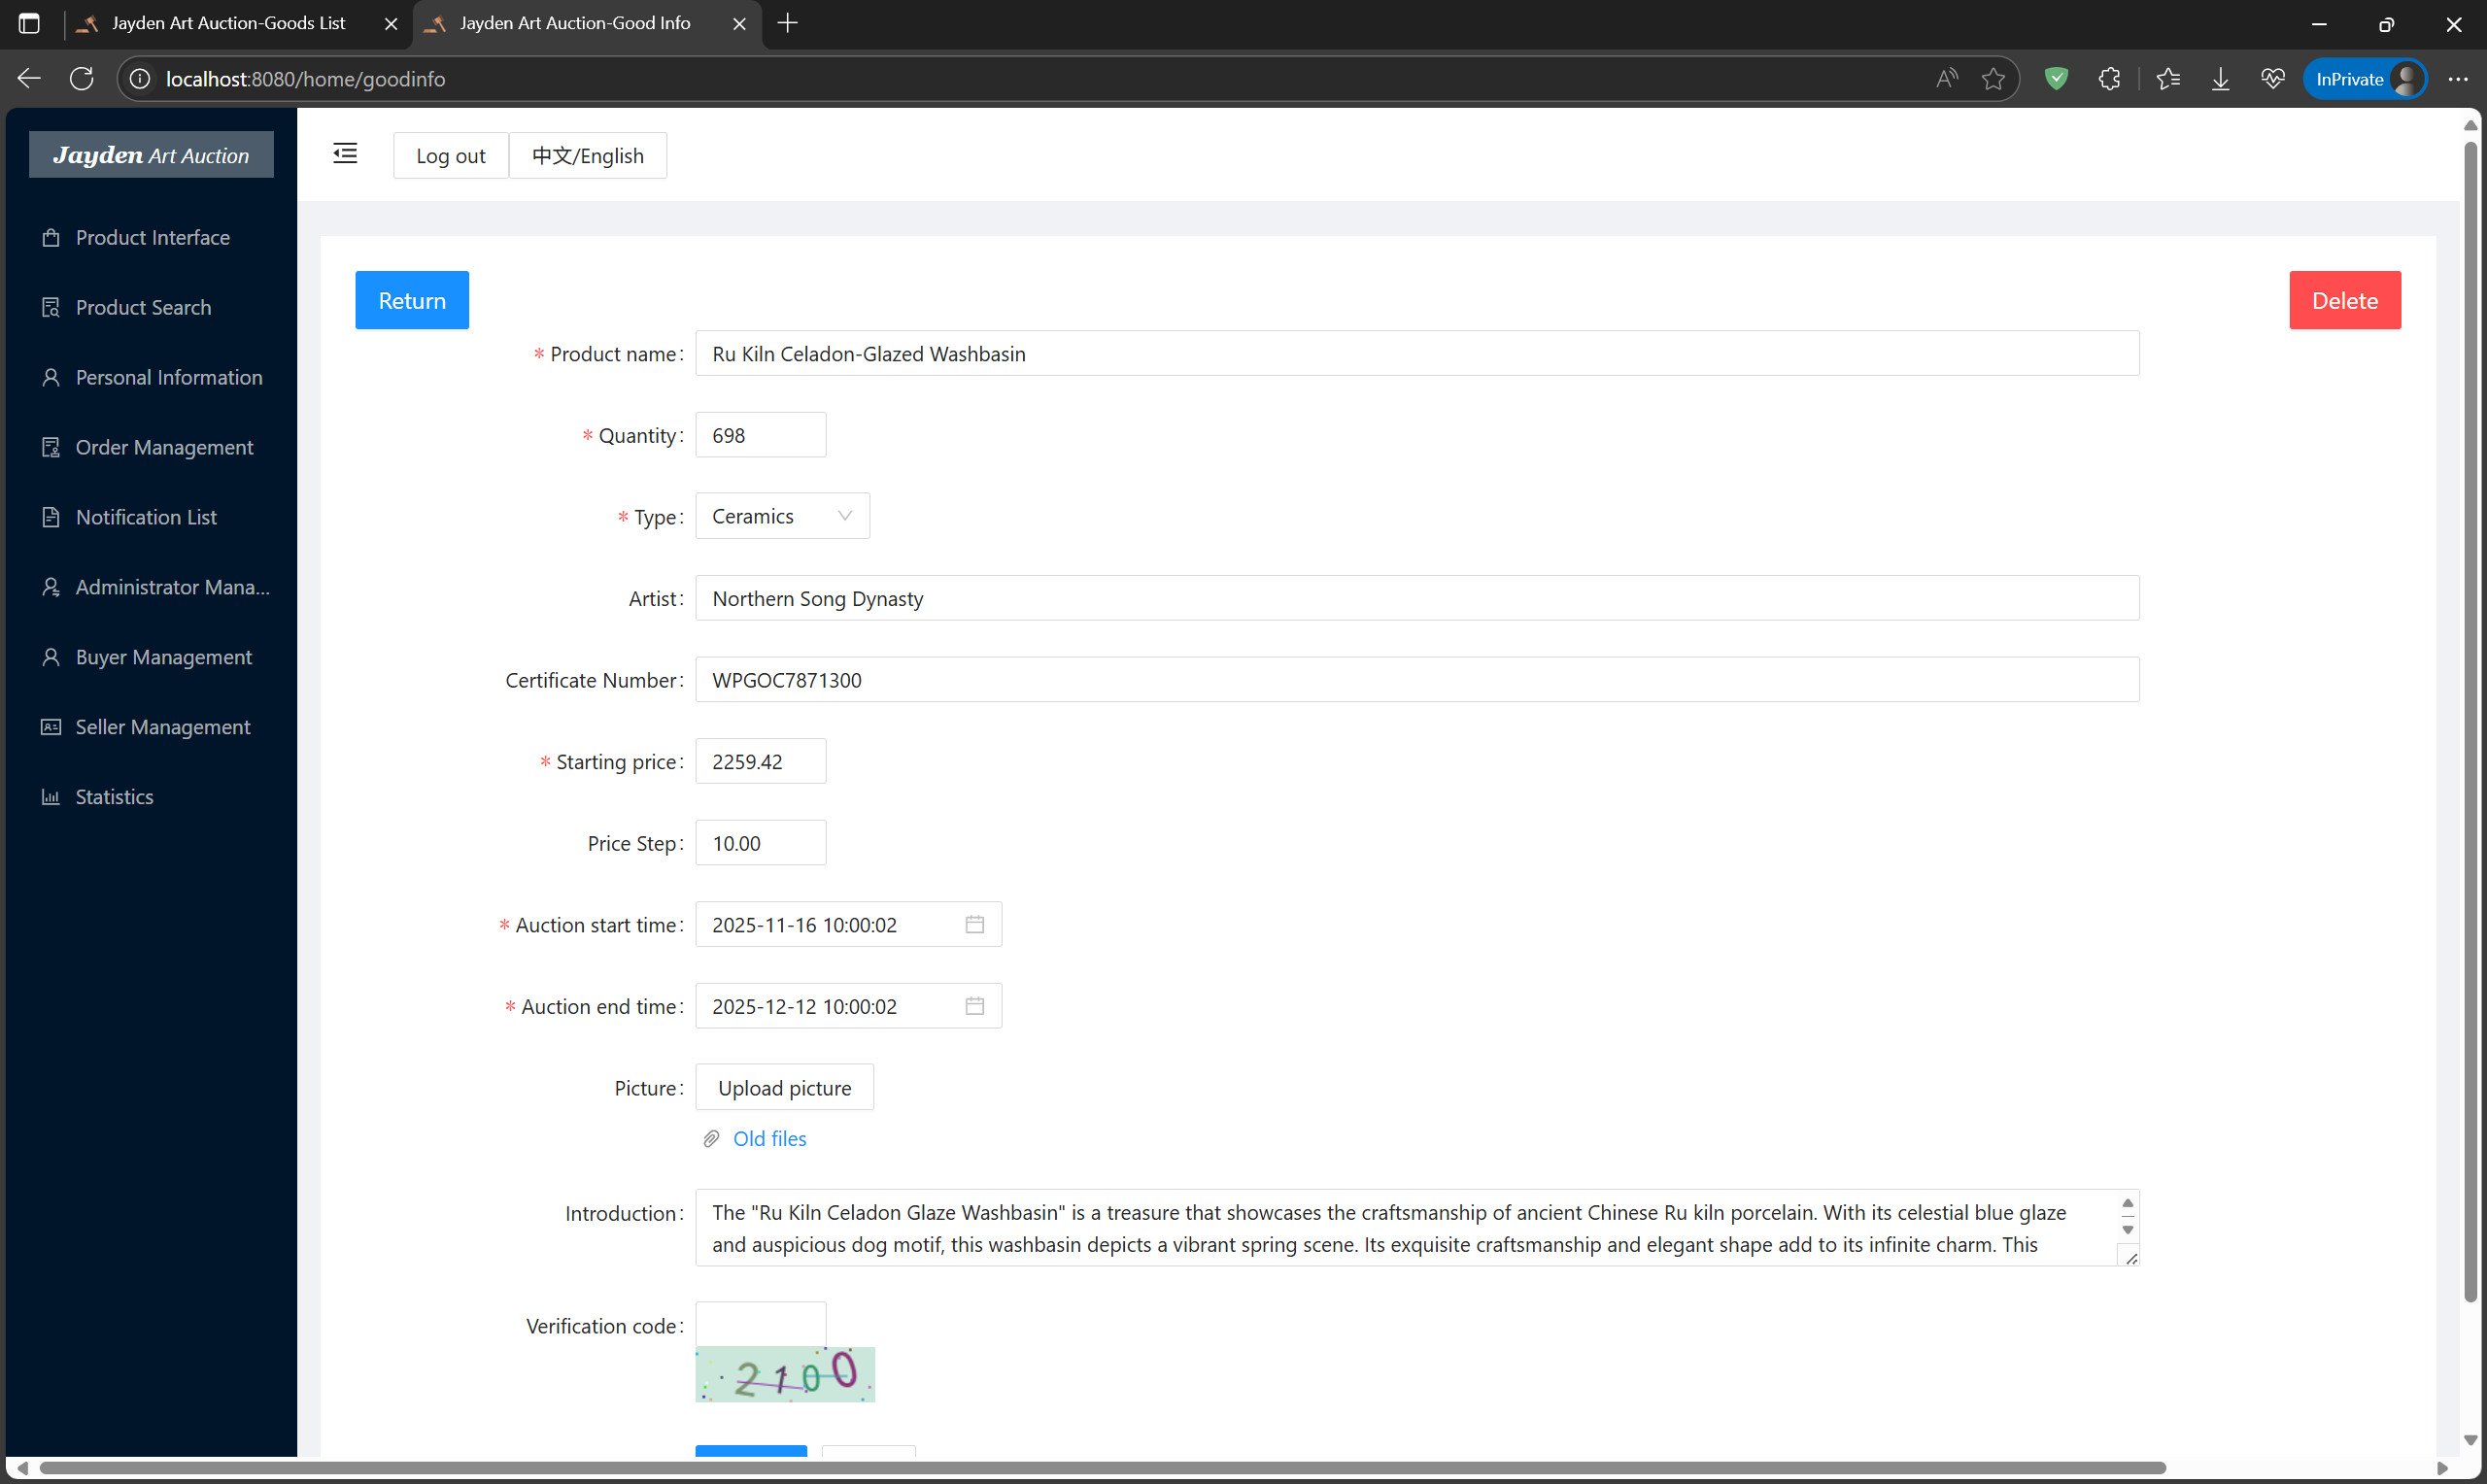 Jayden Art Auction-Goods List
Jayden Art Auction-Good Info
localhost:8080/home/goodinfo
InPrivate
Jayden Art Auction
Log out
中文/English
Product Interface
Product Search
Personal Information
Order Management
Notification List
Administrator Mana...
Buyer Management
Seller Management
Statistics
Return
Delete
* Product name: Ru Kiln Celadon-Glazed Washbasin
* Quantity: 698
* Type: Ceramics
Artist: Northern Song Dynasty
Certificate Number: WPGOC7871300
* Starting price: 2259.42
Price Step: 10.00
* Auction start time: 2025-11-16 10:00:02
* Auction end time: 2025-12-12 10:00:02
Picture: Upload picture
Old files
Introduction: The "Ru Kiln Celadon Glaze Washbasin" is a treasure that showcases the craftsmanship of ancient Chinese Ru kiln porcelain. With its celestial blue glaze
and auspicious dog motif, this washbasin depicts a vibrant spring scene. Its exquisite craftsmanship and elegant shape add to its infinite charm. This
Verification code:
2100